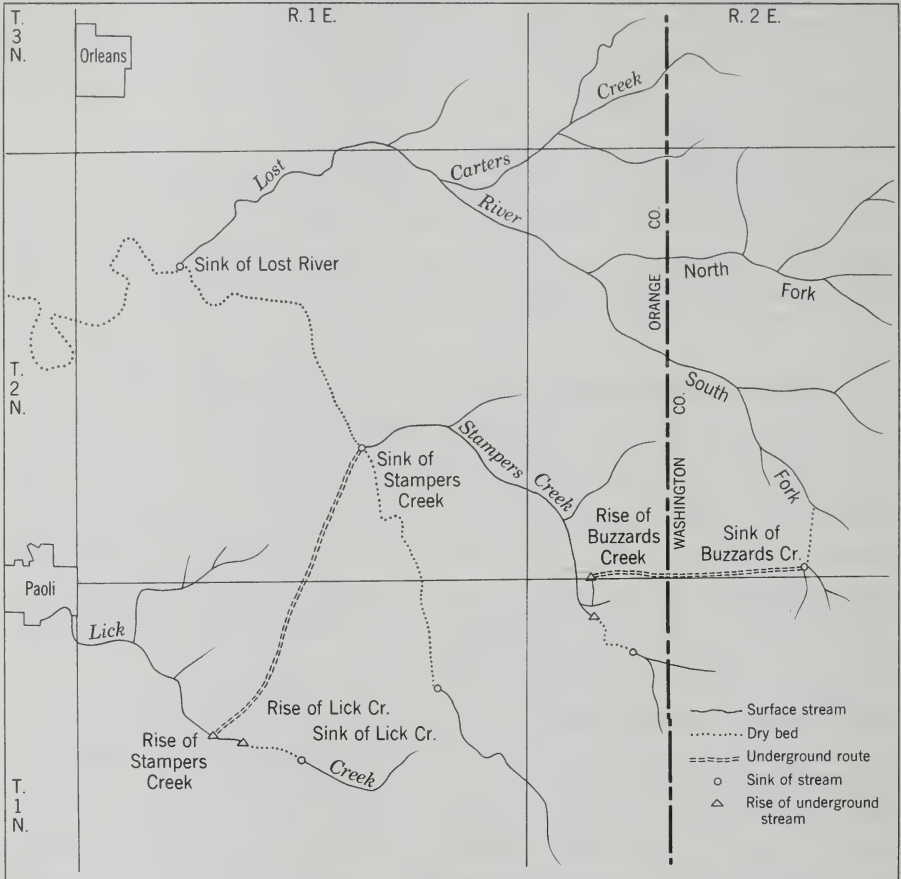 T.
3
N.
R. 1 E.
R. 2 E.
Orleans
Creek
Carters
Lost
River
CO.
ORANGE
North
Fork
Sink of Lost River
T.
2
N.
South
Fork
CO.
WASHINGTON
Stampers
Creek
Sink of
Stampers
Creek
Rise of
Buzzards
Creek
Sink of
Buzzards Cr.
Paoli
Lick
Rise of Lick Cr.
Sink of Lick Cr.
Rise of
Stampers
Creek
Creek
T.
1
N.
Surface stream
Dry bed
Underground route
Sink of stream
Rise of underground
stream